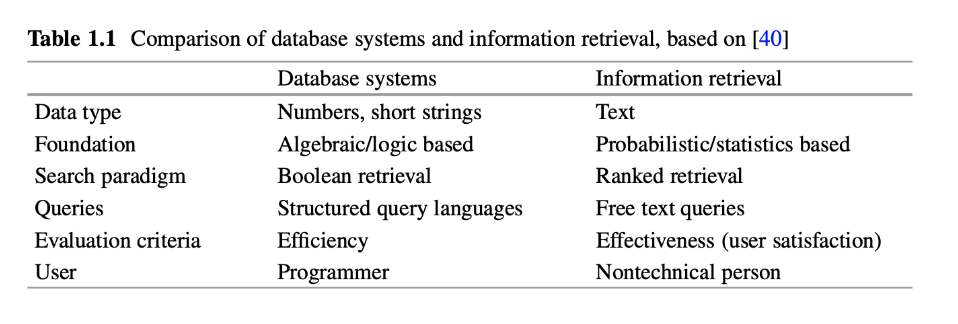 Table 1.1 Comparison of database systems and information retrieval, based on [40]
Database systems Information retrieval
Data type Numbers, short strings Text
Foundation Algebraic/logic based Probabilistic/statistics based
Search paradigm Boolean retrieval Ranked retrieval
Queries Structured query languages Free text queries
Evaluation criteria Efficiency Effectiveness (user satisfaction)
User Programmer Nontechnical person